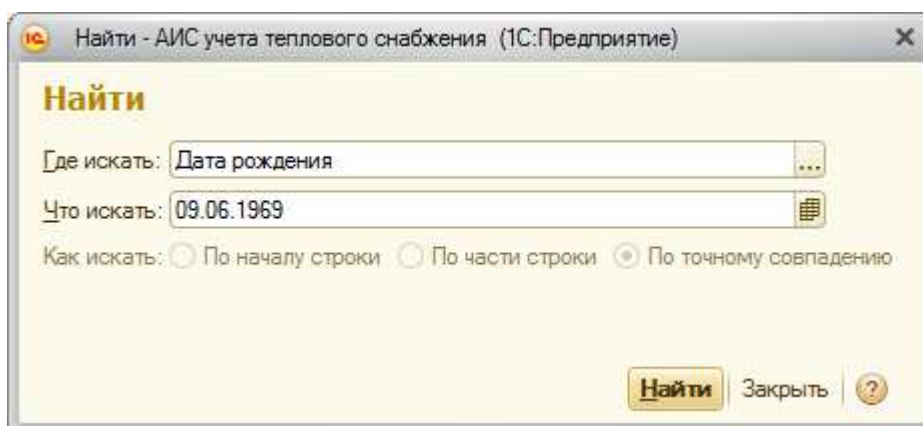 1С Найти - АИС учета теплового снабжения (1С:Предприятие)
Найти
Где искать: Дата рождения ...
Что искать: 09.06.1969
Как искать: По началу строки По части строки По точному совпадению
Найти Закрыть ?